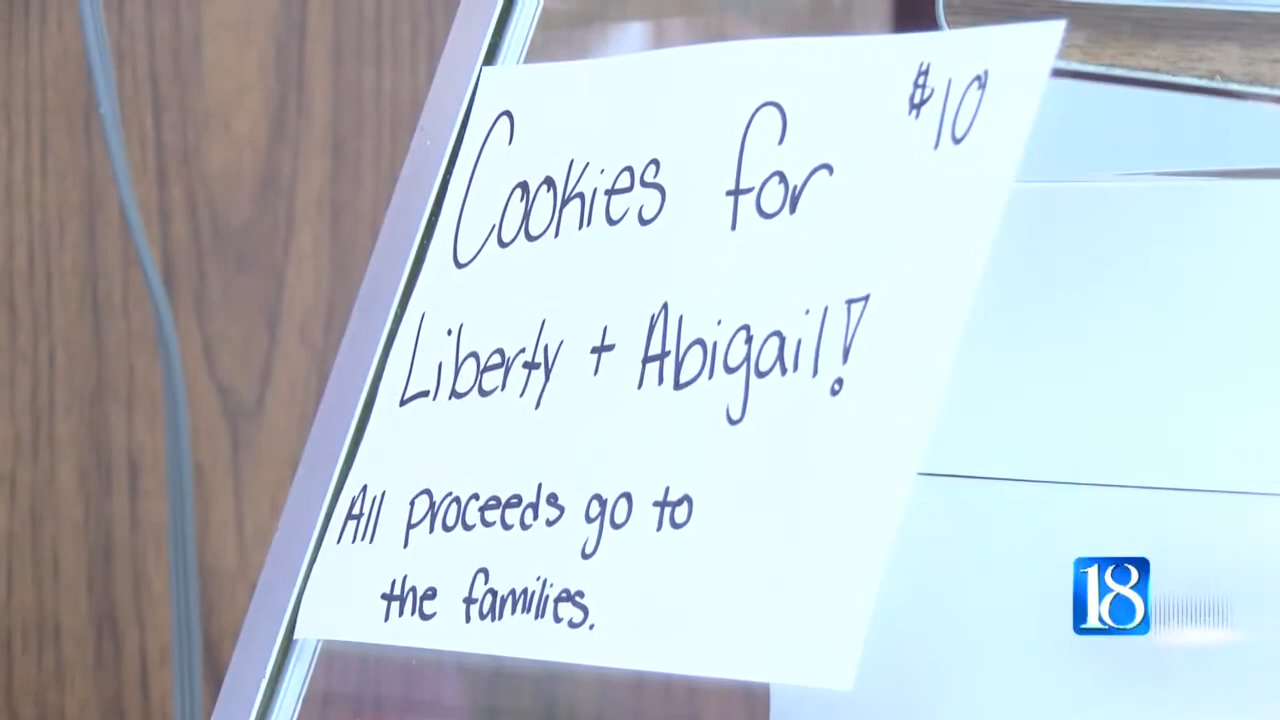 $10
Cookies for
Liberty + Abigail!
All proceeds go to
the families.
18